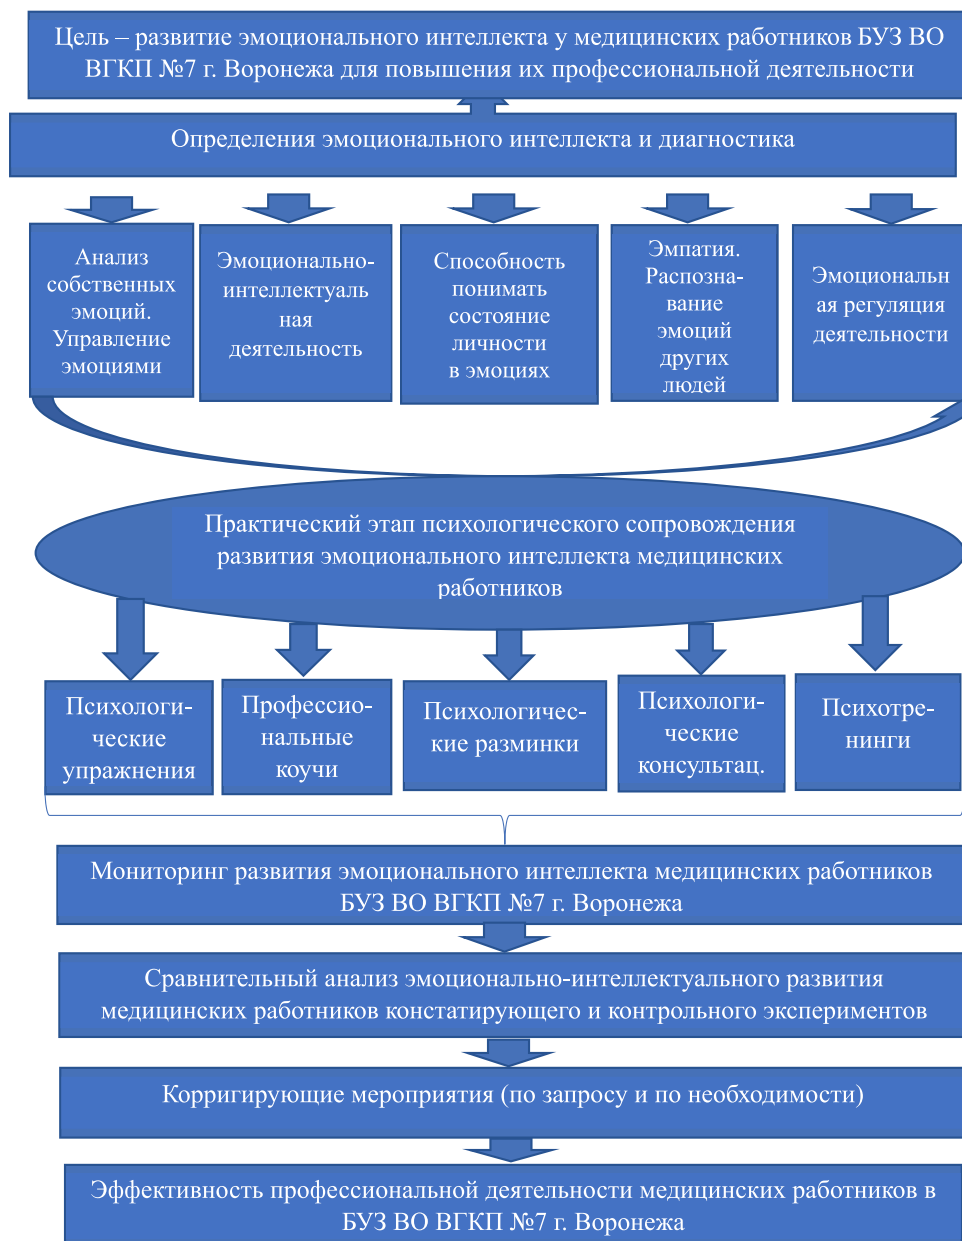 Цель – развитие эмоционального интеллекта у медицинских работников БУЗ ВО
ВГКП №7 г. Воронежа для повышения их профессиональной деятельности
Определения эмоционального интеллекта и диагностика
Анализ
собственных
эмоций.
Управление
эмоциями
Эмоционально-
интеллектуаль
ная
деятельность
Способность
понимать
состояние
личности
в эмоциях
Эмпатия.
Распозна-
вание
эмоций
других
людей
Эмоциональн
ая регуляция
деятельности
Практический этап психологического сопровождения
развития эмоционального интеллекта медицинских
работников
Психологи-
ческие
упражнения
Профессио-
нальные
коучи
Психологичес-
кие разминки
Психологи-
ческие
консультац.
Психотре-
нинги
Мониторинг развития эмоционального интеллекта медицинских работников
БУЗ ВО ВГКП №7 г. Воронежа
Сравнительный анализ эмоционально-интеллектуального развития
медицинских работников констатирующего и контрольного экспериментов
Корригирующие мероприятия (по запросу и по необходимости)
Эффективность профессиональной деятельности медицинских работников в
БУЗ ВО ВГКП №7 г. Воронежа